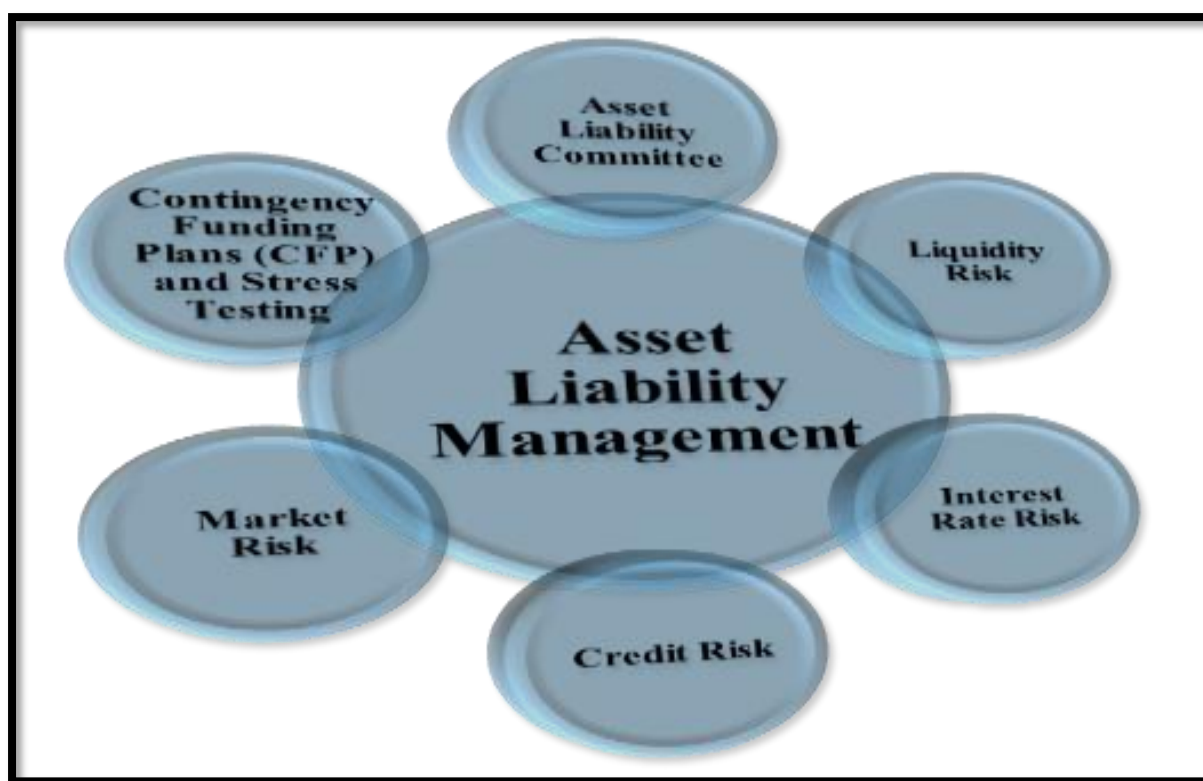 Asset
Liability
Committee
Contingency
Funding
Plans (CFP)
and Stress
Testing
Liquidity
Risk
Asset
Liability
Management
Market
Risk
Interest
Rate Risk
Credit Risk